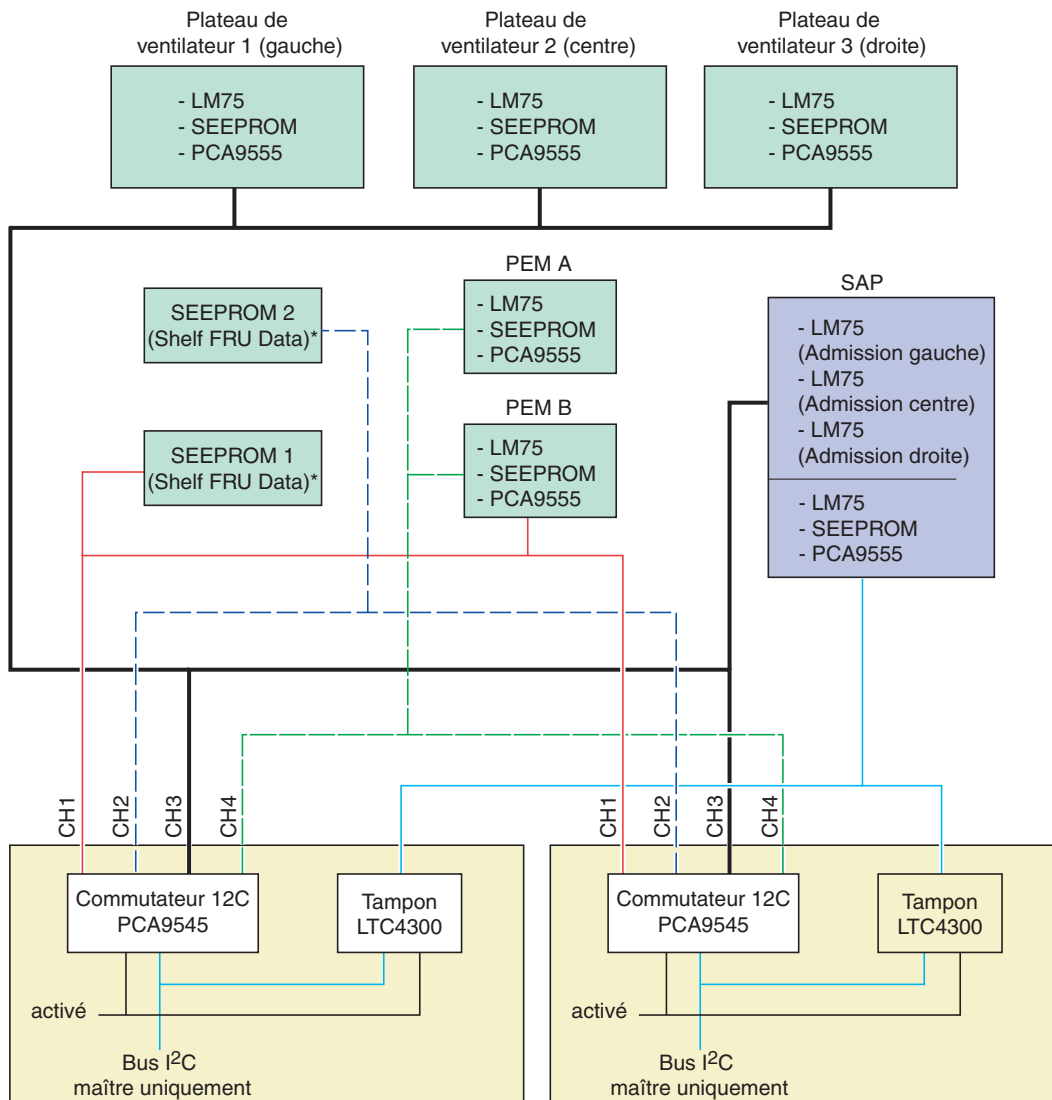 Plateau de
ventilateur 1 (gauche)
Plateau de
ventilateur 2 (centre)
Plateau de
ventilateur 3 (droite)
- LM75
- SEEPROM
- PCA9555
- LM75
- SEEPROM
- PCA9555
- LM75
- SEEPROM
- PCA9555
SEEPROM 2
(Shelf FRU Data)*
PEM A
- LM75
- SEEPROM
- PCA9555
SAP
- LM75
(Admission gauche)
- LM75
(Admission centre)
- LM75
(Admission droite)
- LM75
- SEEPROM
- PCA9555
SEEPROM 1
(Shelf FRU Data)*
PEM B
- LM75
- SEEPROM
- PCA9555
CH1
CH2
CH3
CH4
CH1
CH2
CH3
CH4
Commutateur 12C
PCA9545
Tampon
LTC4300
activé
Bus I²C
maître uniquement
Commutateur 12C
PCA9545
Tampon
LTC4300
activé
Bus I²C
maître uniquement